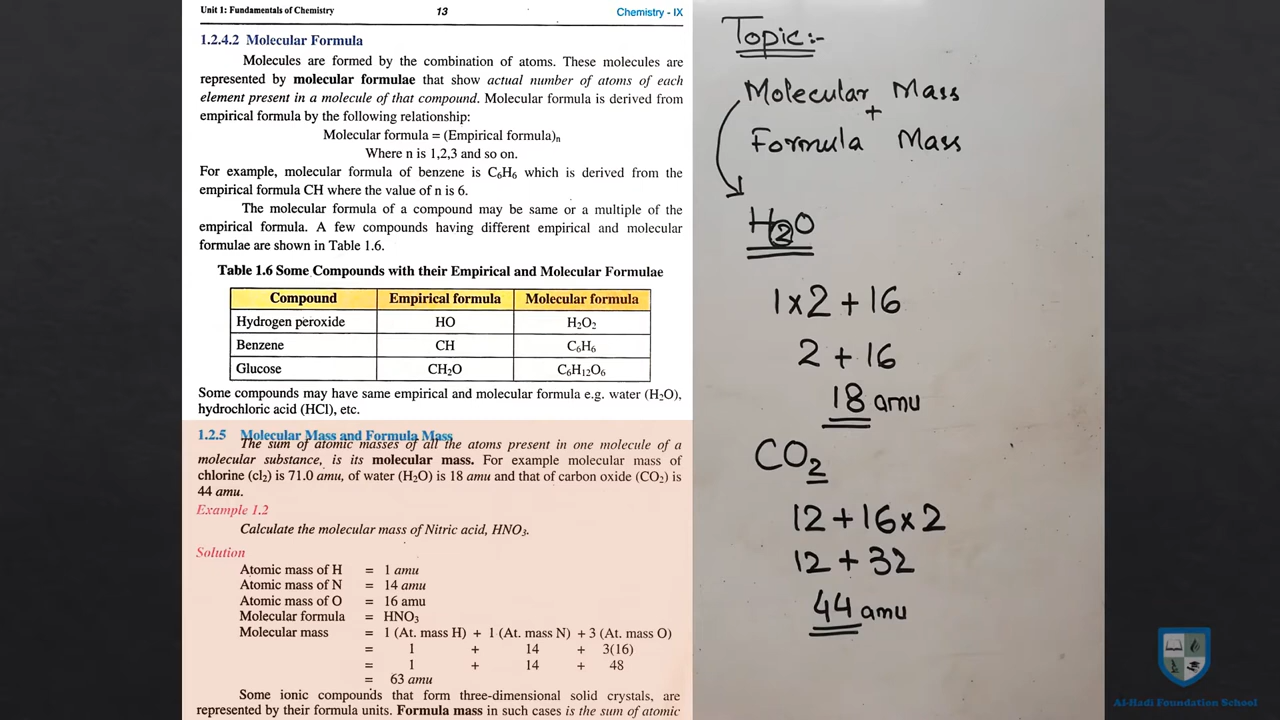 Unit 1: Fundamentals of Chemistry 13 Chemistry - IX
1.2.4.2 Molecular Formula
Molecules are formed by the combination of atoms. These molecules are
represented by molecular formulae that show actual number of atoms of each
element present in a molecule of that compound. Molecular formula is derived from
empirical formula by the following relationship:
Molecular formula = (Empirical formula)n
Where n is 1,2,3 and so on.
For example, molecular formula of benzene is C₆H₆ which is derived from the
empirical formula CH where the value of n is 6.
The molecular formula of a compound may be same or a multiple of the
empirical formula. A few compounds having different empirical and molecular
formulae are shown in Table 1.6.
Table 1.6 Some Compounds with their Empirical and Molecular Formulae
Compound Empirical formula Molecular formula
Hydrogen peroxide HO H₂O₂
Benzene CH C₆H₆
Glucose CH₂O C₆H₁₂O₆
Some compounds may have same empirical and molecular formula e.g. water (H₂O),
hydrochloric acid (HCl), etc.
1.2.5 Molecular Mass and Formula Mass
The sum of atomic masses of all the atoms present in one molecule of a
molecular substance, is its molecular mass. For example molecular mass of
chlorine (cl₂) is 71.0 amu, of water (H₂O) is 18 amu and that of carbon oxide (CO₂) is
44 amu.
Example 1.2
Calculate the molecular mass of Nitric acid, HNO₃.
Solution
Atomic mass of H = 1 amu
Atomic mass of N = 14 amu
Atomic mass of O = 16 amu
Molecular formula = HNO₃
Molecular mass = 1 (At. mass H) + 1 (At. mass N) + 3 (At. mass O)
= 1 + 14 + 3(16)
= 1 + 14 + 48
= 63 amu
Some ionic compounds that form three-dimensional solid crystals, are
represented by their formula units. Formula mass in such cases is the sum of atomic
Topic:-
Molecular Mass
+
Formula Mass
H₂O
1x2 + 16
2 + 16
18 amu
CO₂
12 + 16x2
12 + 32
44 amu
Al-Hadi Foundation School